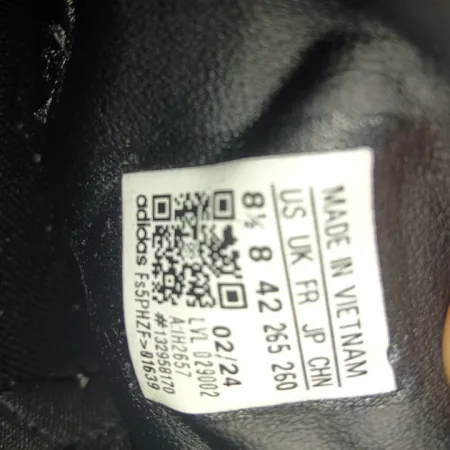 MADE IN VIETNAM
US UK FR JP CHN
8½ 8 42 265 260
02/24
LVL 029002
A:IH2657
#132958170
adidas Fs5PHZF>01639